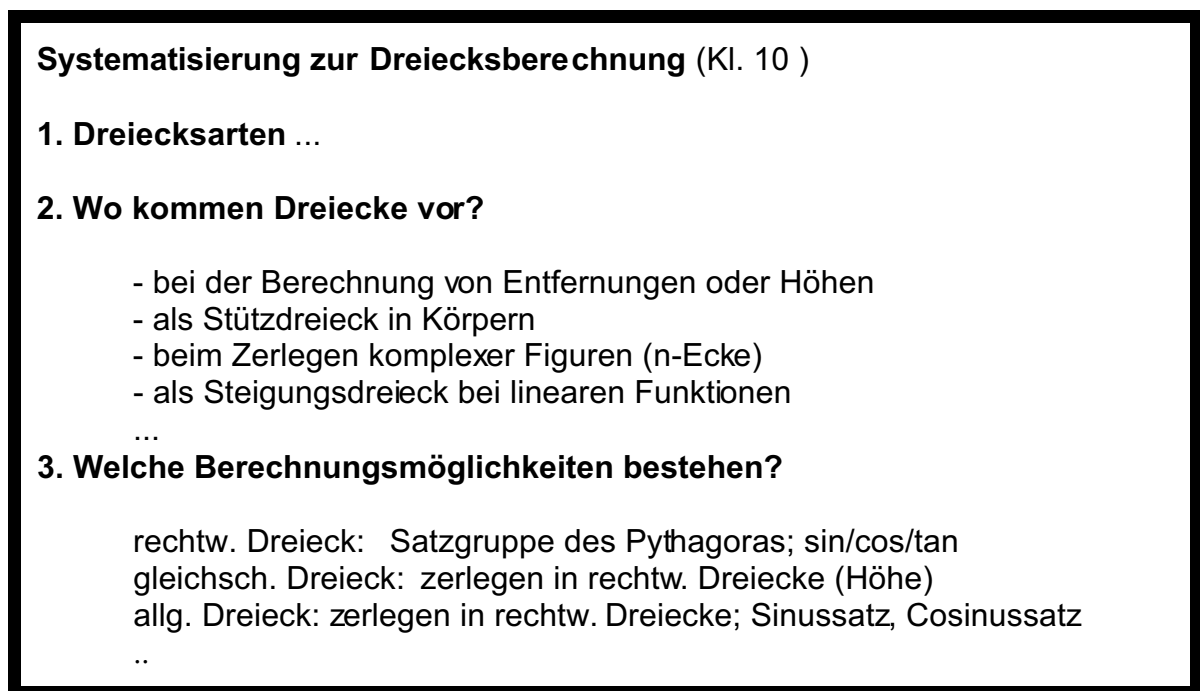 Systematisierung zur Dreiecksberechnung (Kl. 10 )
1. Dreiecksarten ...
2. Wo kommen Dreiecke vor?
- bei der Berechnung von Entfernungen oder Höhen
- als Stützdreieck in Körpern
- beim Zerlegen komplexer Figuren (n-Ecke)
- als Steigungsdreieck bei linearen Funktionen
...
3. Welche Berechnungsmöglichkeiten bestehen?
rechtw. Dreieck: Satzgruppe des Pythagoras; sin/cos/tan
gleichsch. Dreieck: zerlegen in rechtw. Dreiecke (Höhe)
allg. Dreieck: zerlegen in rechtw. Dreiecke; Sinussatz, Cosinussatz
..